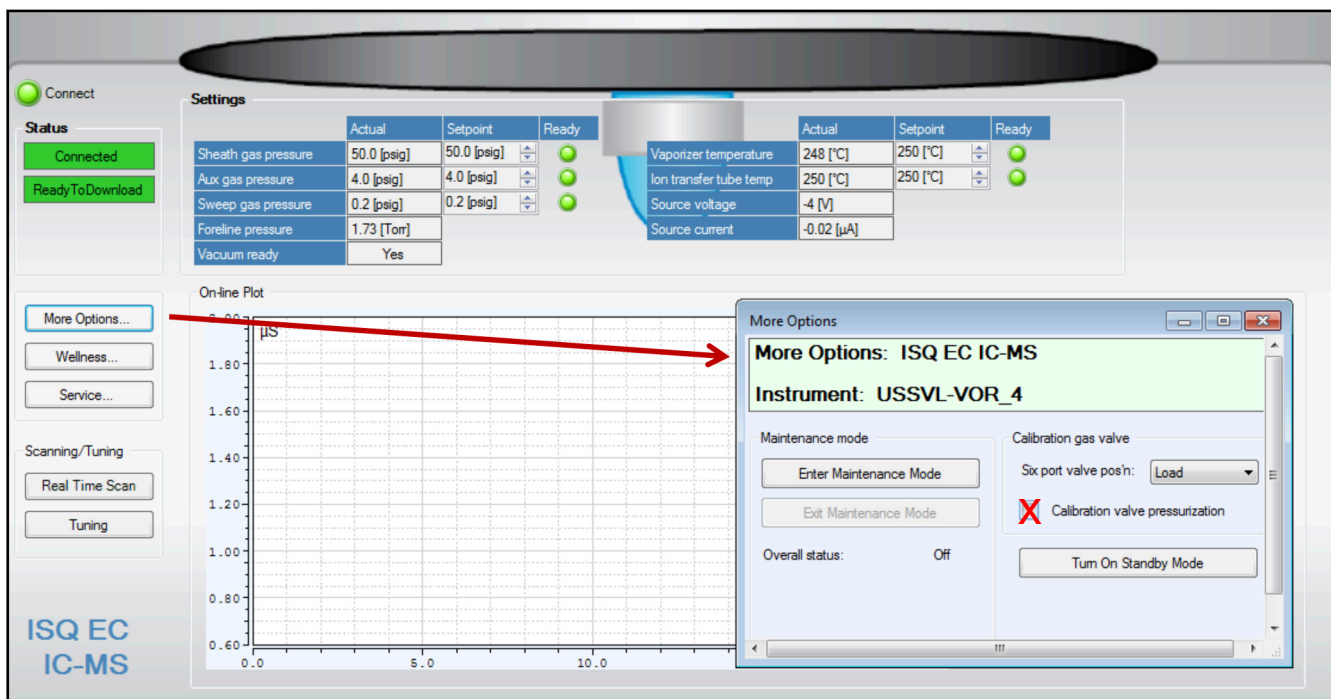 Connect
Status
Connected
ReadyToDownload
Settings
Actual Setpoint Ready
Sheath gas pressure 50.0 [psig] 50.0 [psig]
Aux gas pressure 4.0 [psig] 4.0 [psig]
Sweep gas pressure 0.2 [psig] 0.2 [psig]
Foreline pressure 1.73 [Torr]
Vacuum ready Yes
Actual Setpoint Ready
Vaporizer temperature 248 [°C] 250 [°C]
Ion transfer tube temp 250 [°C] 250 [°C]
Source voltage -4 [V]
Source current -0.02 [µA]
More Options...
Wellness...
Service...
Scanning/Tuning
Real Time Scan
Tuning
ISQ EC
IC-MS
On-line Plot
2.00
µS
1.80
1.60
1.40
1.20
1.00
0.80
0.60
0.0 5.0 10.0
More Options
More Options: ISQ EC IC-MS
Instrument: USSVL-VOR_4
Maintenance mode
Enter Maintenance Mode
Exit Maintenance Mode
Overall status: Off
Calibration gas valve
Six port valve pos'n: Load
X Calibration valve pressurization
Turn On Standby Mode